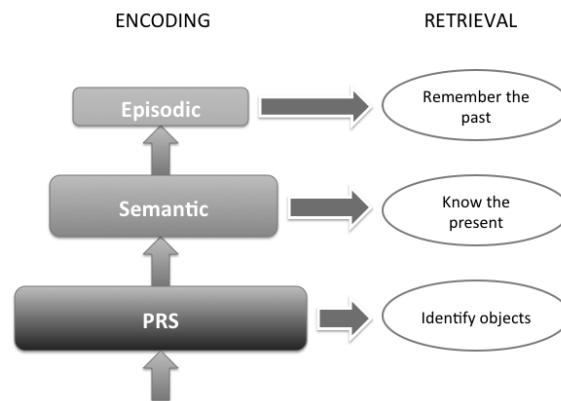 ENCODING
RETRIEVAL
Episodic
Remember the
past
Semantic
Know the
present
PRS
Identify objects